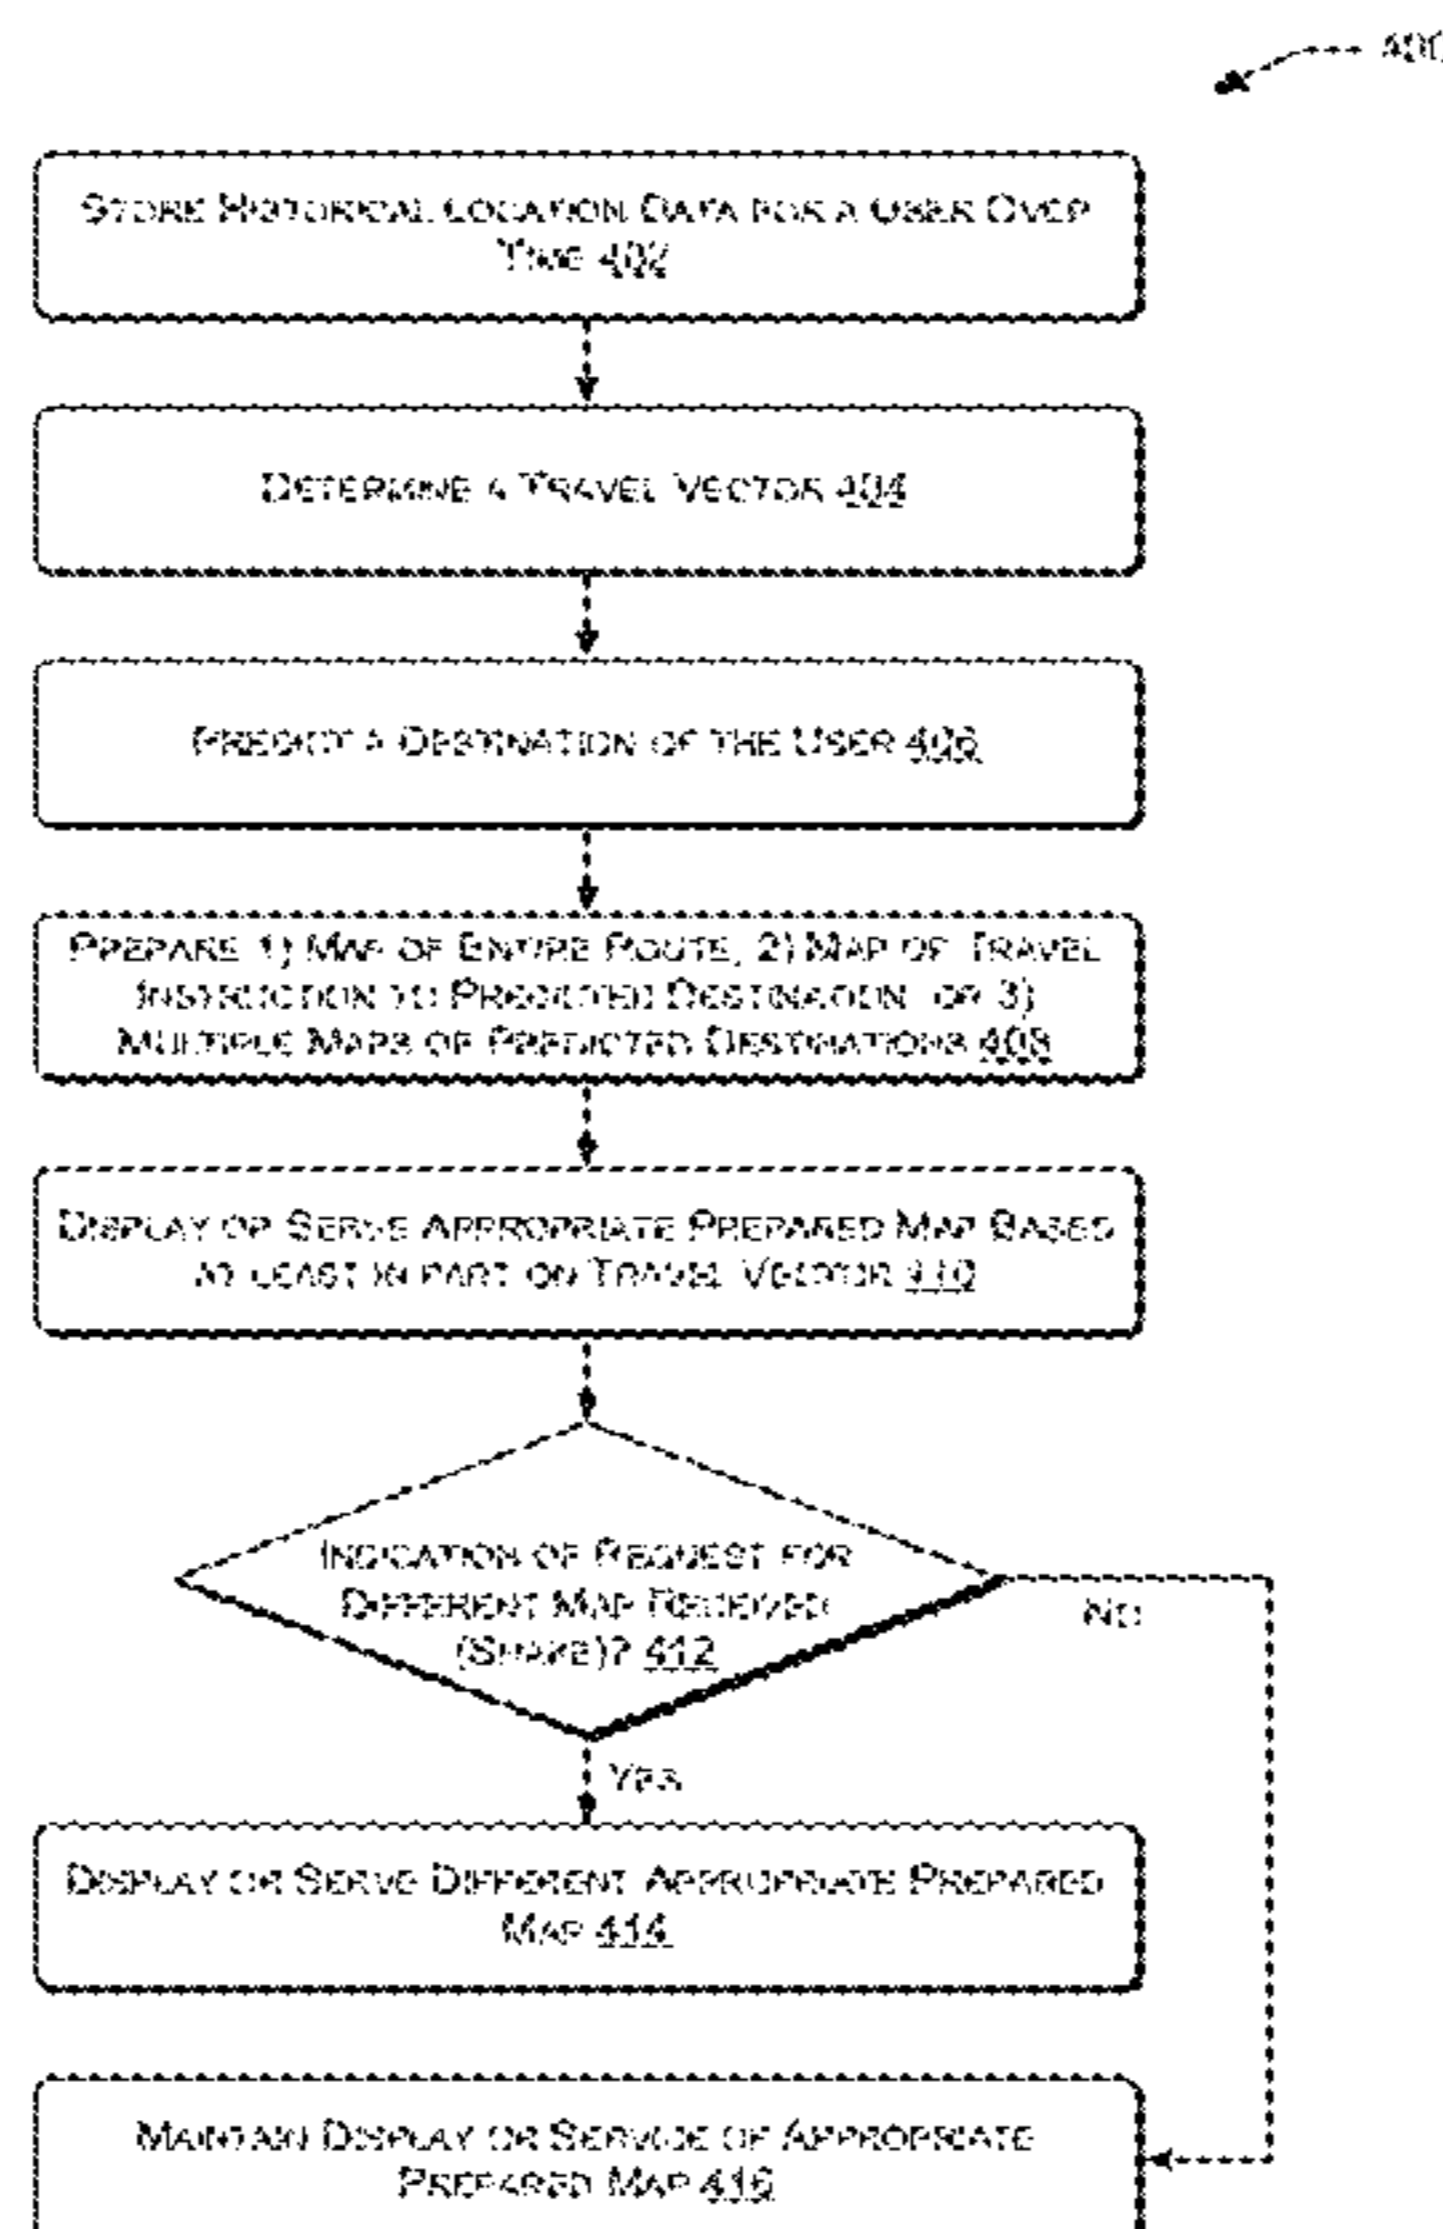 400
STORE HISTORICAL LOCATION DATA FOR A USER OVER
TIME 402
DETERMINE A TRAVEL VECTOR 404
PREDICT A DESTINATION OF THE USER 406
PREPARE 1) MAP OF ENTIRE ROUTE, 2) MAP OF TRAVEL
INSTRUCTION TO PREDICTED DESTINATION, OR 3)
MULTIPLE MAPS OF PREDICTED DESTINATIONS 408
DISPLAY OR SERVE APPROPRIATE PREPARED MAP BASED
AT LEAST IN PART ON TRAVEL VECTOR 410
INDICATION OF REQUEST FOR
DIFFERENT MAP RECEIVED
(SHAKE)? 412
NO
YES
DISPLAY OR SERVE DIFFERENT APPROPRIATE PREPARED
MAP 414
MAINTAIN DISPLAY OR SERVICE OF APPROPRIATE
PREPARED MAP 416